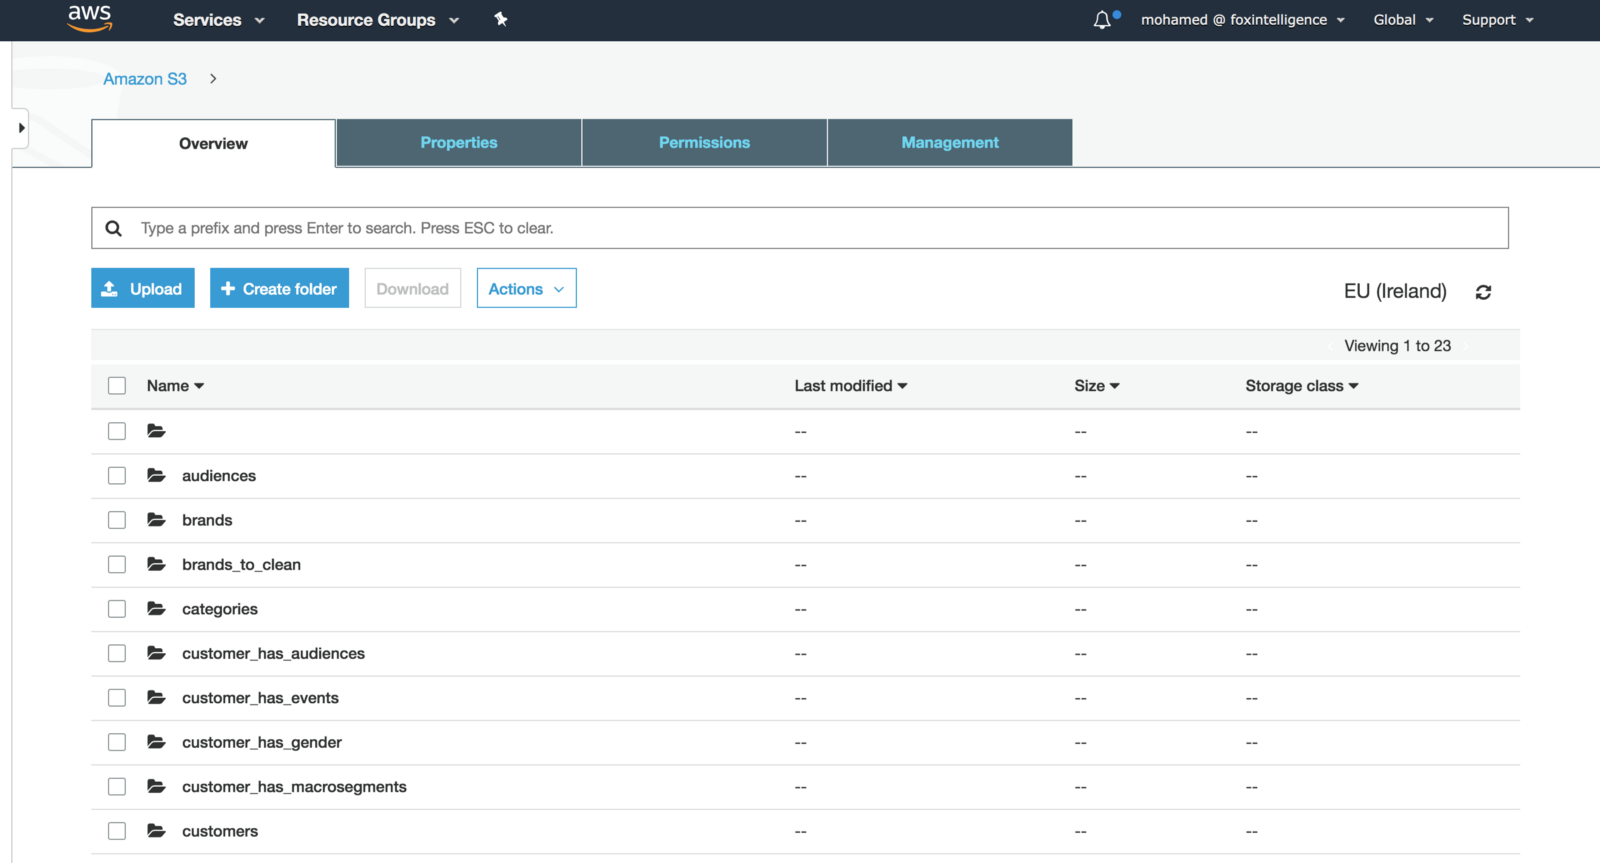 aws Services Resource Groups mohamed @ foxintelligence Global Support
Amazon S3 >
Overview Properties Permissions Management
Type a prefix and press Enter to search. Press ESC to clear.
Upload + Create folder Download Actions EU (Ireland)
Viewing 1 to 23
Name Last modified Size Storage class
-- -- --
audiences -- -- --
brands -- -- --
brands_to_clean -- -- --
categories -- -- --
customer_has_audiences -- -- --
customer_has_events -- -- --
customer_has_gender -- -- --
customer_has_macrosegments -- -- --
customers -- -- --